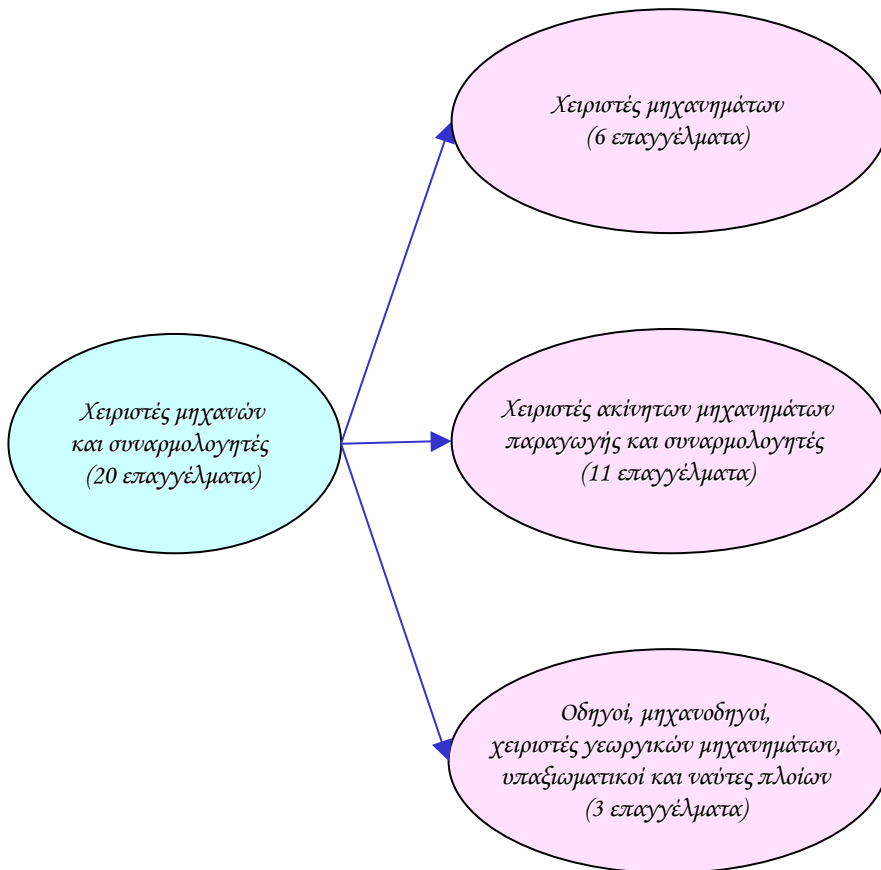 Χειριστές μηχανημάτων
(6 επαγγέλματα)
Χειριστές μηχανών
και συναρμολογητές
(20 επαγγέλματα)
Χειριστές ακίνητων μηχανημάτων
παραγωγής και συναρμολογητές
(11 επαγγέλματα)
Οδηγοί, μηχανοδηγοί,
χειριστές γεωργικών μηχανημάτων,
υπαξιωματικοί και ναύτες πλοίων
(3 επαγγέλματα)